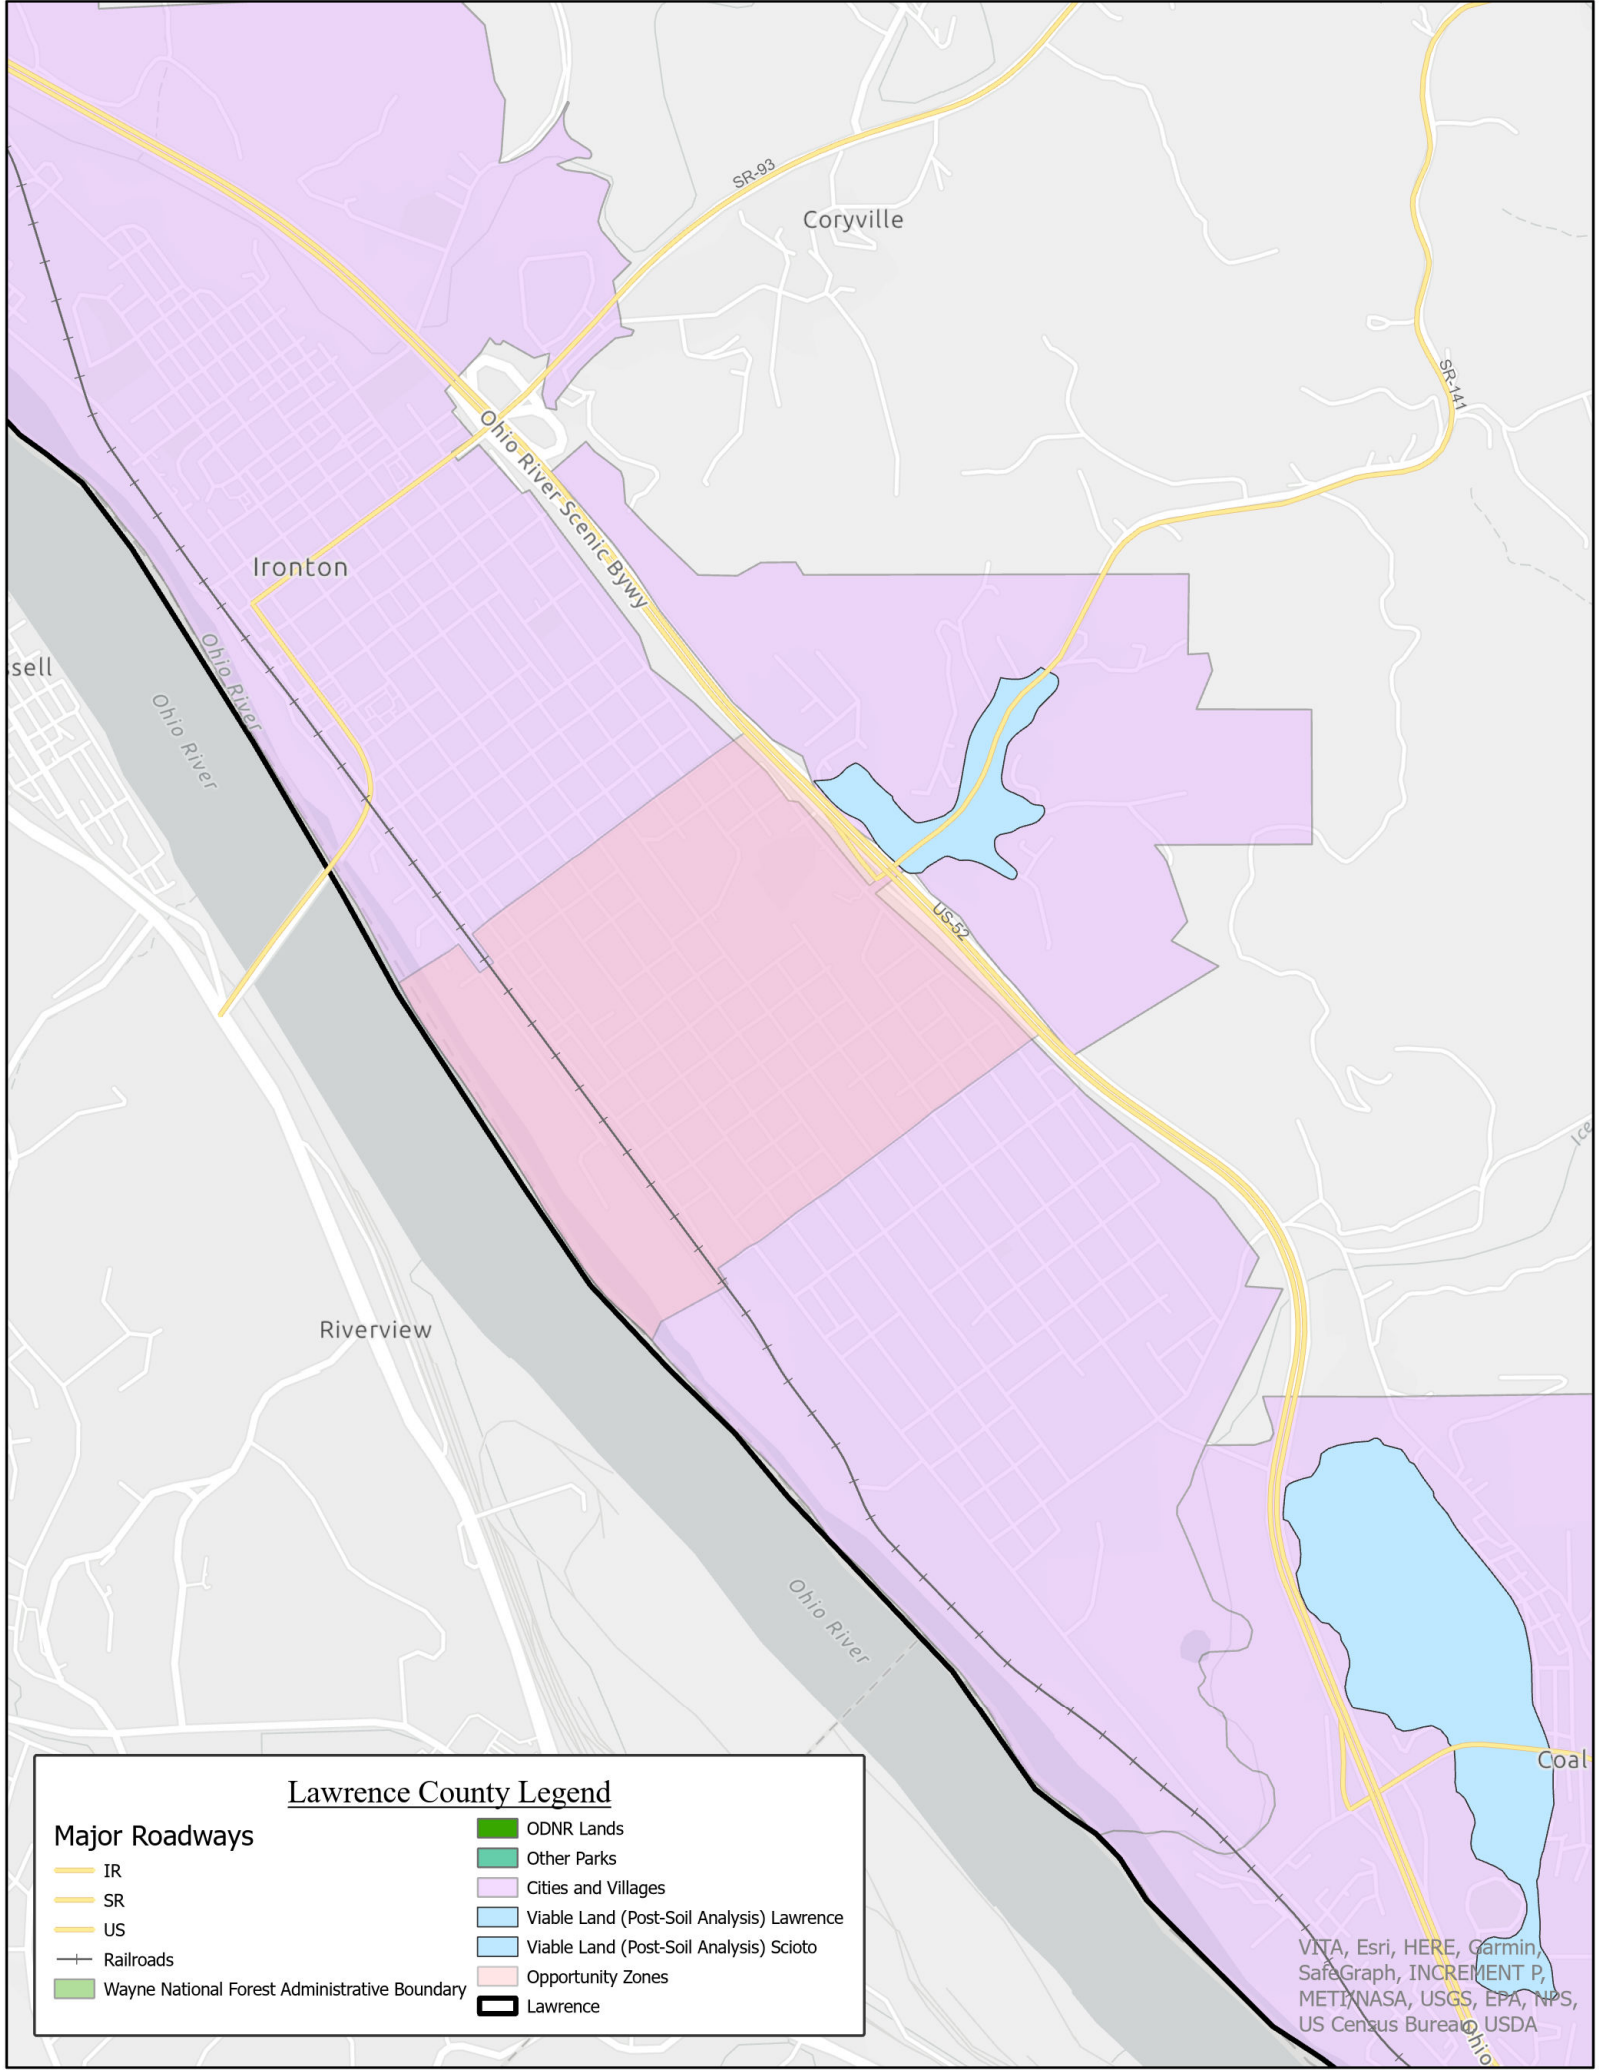 SR-93
Coryville
SR-141
Ohio River Scenic Bywy
Ironton
Ohio River
Ohio River
ssell
US-52
Ice
Riverview
Ohio River
Coal
Lawrence County Legend
Major Roadways
IR
SR
US
Railroads
Wayne National Forest Administrative Boundary
ODNR Lands
Other Parks
Cities and Villages
Viable Land (Post-Soil Analysis) Lawrence
Viable Land (Post-Soil Analysis) Scioto
Opportunity Zones
Lawrence
VITA, Esri, HERE, Garmin,
SafeGraph, INCREMENT P,
METI/NASA, USGS, EPA, NPS,
US Census Bureau, USDA
Ohio